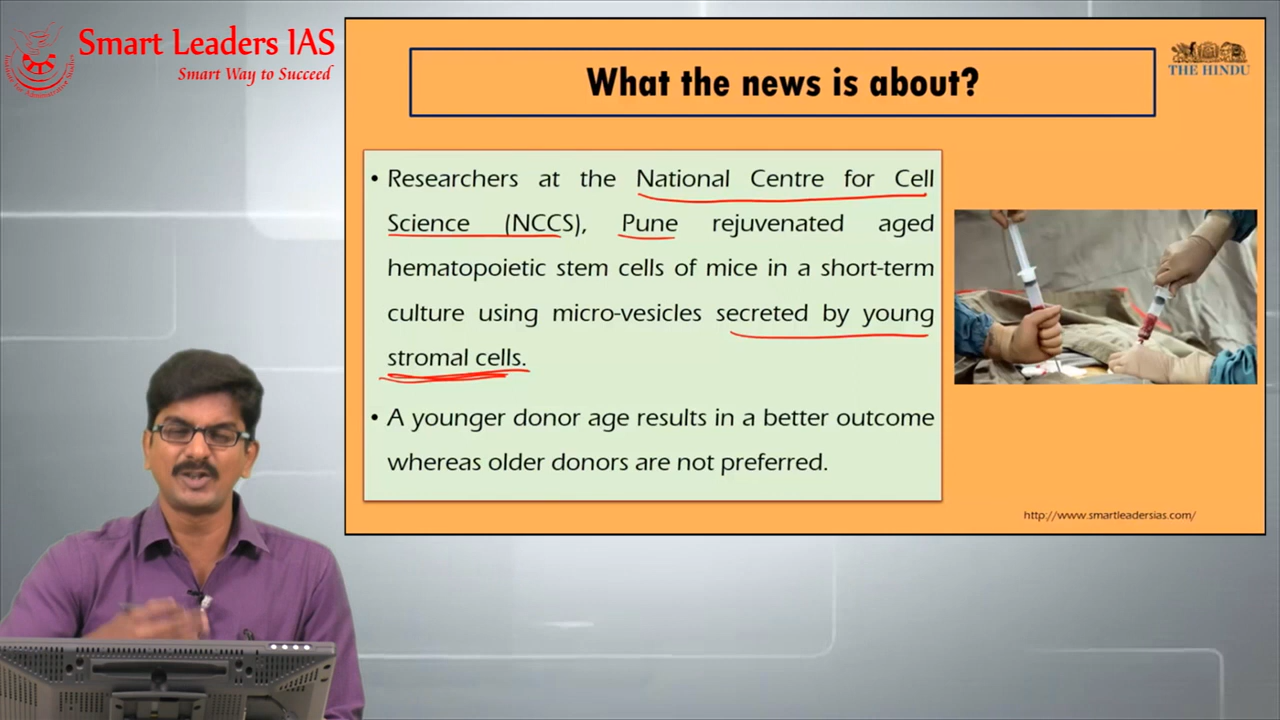 Smart Leaders IAS
Smart Way to Succeed
What the news is about?
THE HINDU
• Researchers at the National Centre for Cell
Science (NCCS), Pune rejuvenated aged
hematopoietic stem cells of mice in a short-term
culture using micro-vesicles secreted by young
stromal cells.
• A younger donor age results in a better outcome
whereas older donors are not preferred.
http://www.smartleadersias.com/